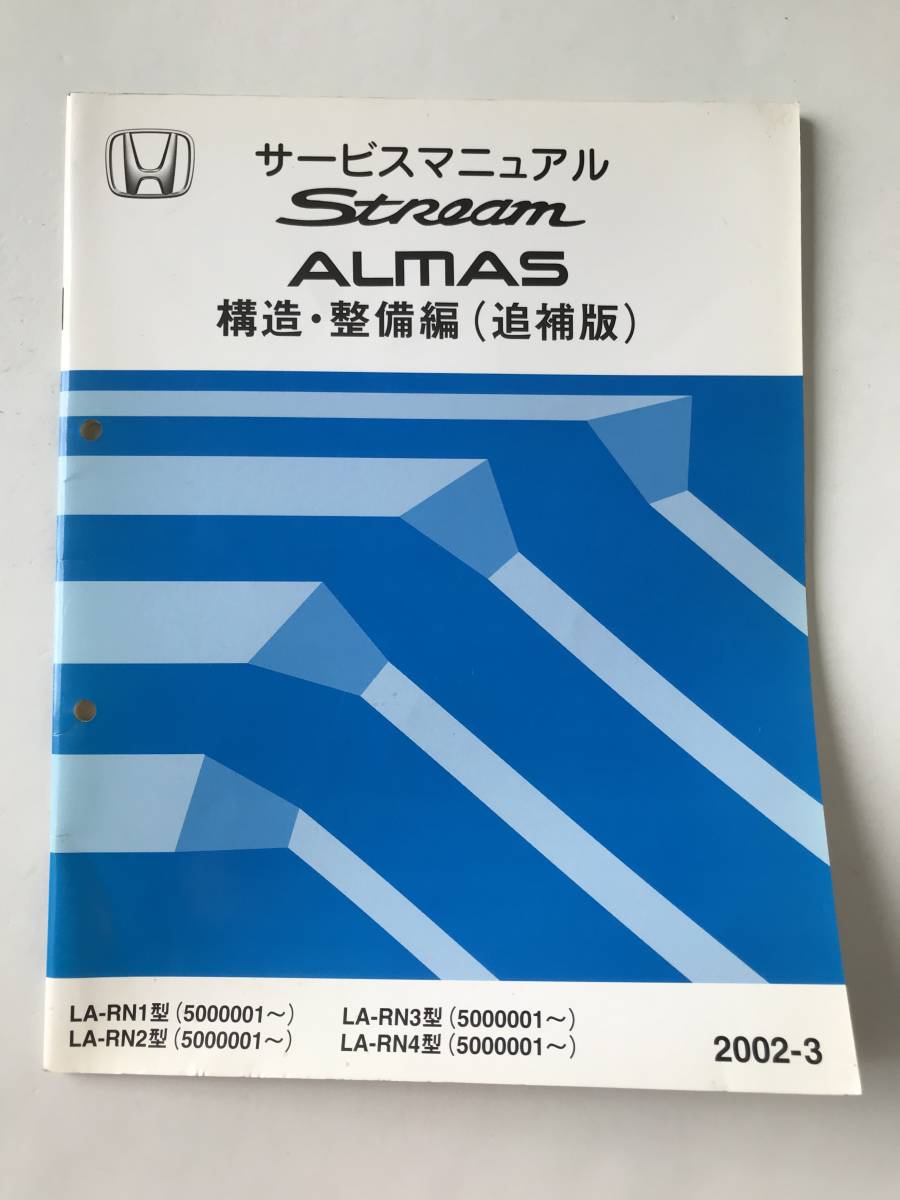 サービスマニュアル
Stream
ALMAS
構造・整備編(追補版)
LA-RN1型(5000001～) LA-RN3型(5000001～)
LA-RN2型(5000001～) LA-RN4型(5000001～)
2002-3